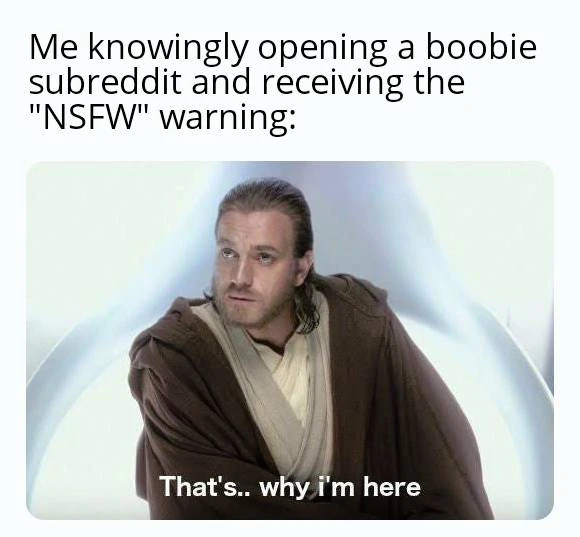 Me knowingly opening a boobie
subreddit and receiving the
"NSFW" warning:
That's.. why i'm here